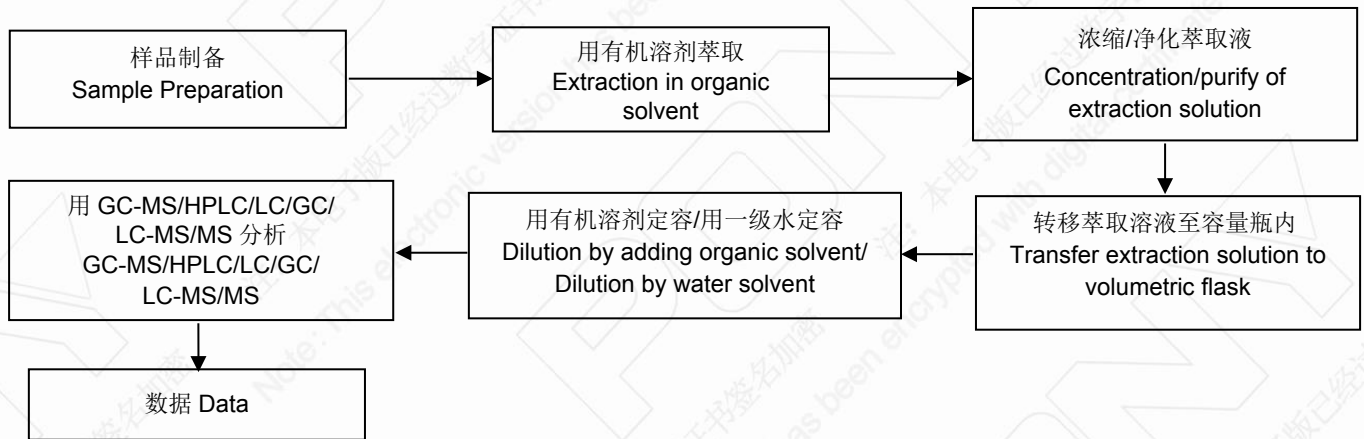 样品制备
Sample Preparation
用有机溶剂萃取
Extraction in organic
solvent
浓缩/净化萃取液
Concentration/purify of
extraction solution
转移萃取溶液至容量瓶内
Transfer extraction solution to
volumetric flask
用有机溶剂定容/用一级水定容
Dilution by adding organic solvent/
Dilution by water solvent
用 GC-MS/HPLC/LC/GC/
LC-MS/MS 分析
GC-MS/HPLC/LC/GC/
LC-MS/MS
数据 Data